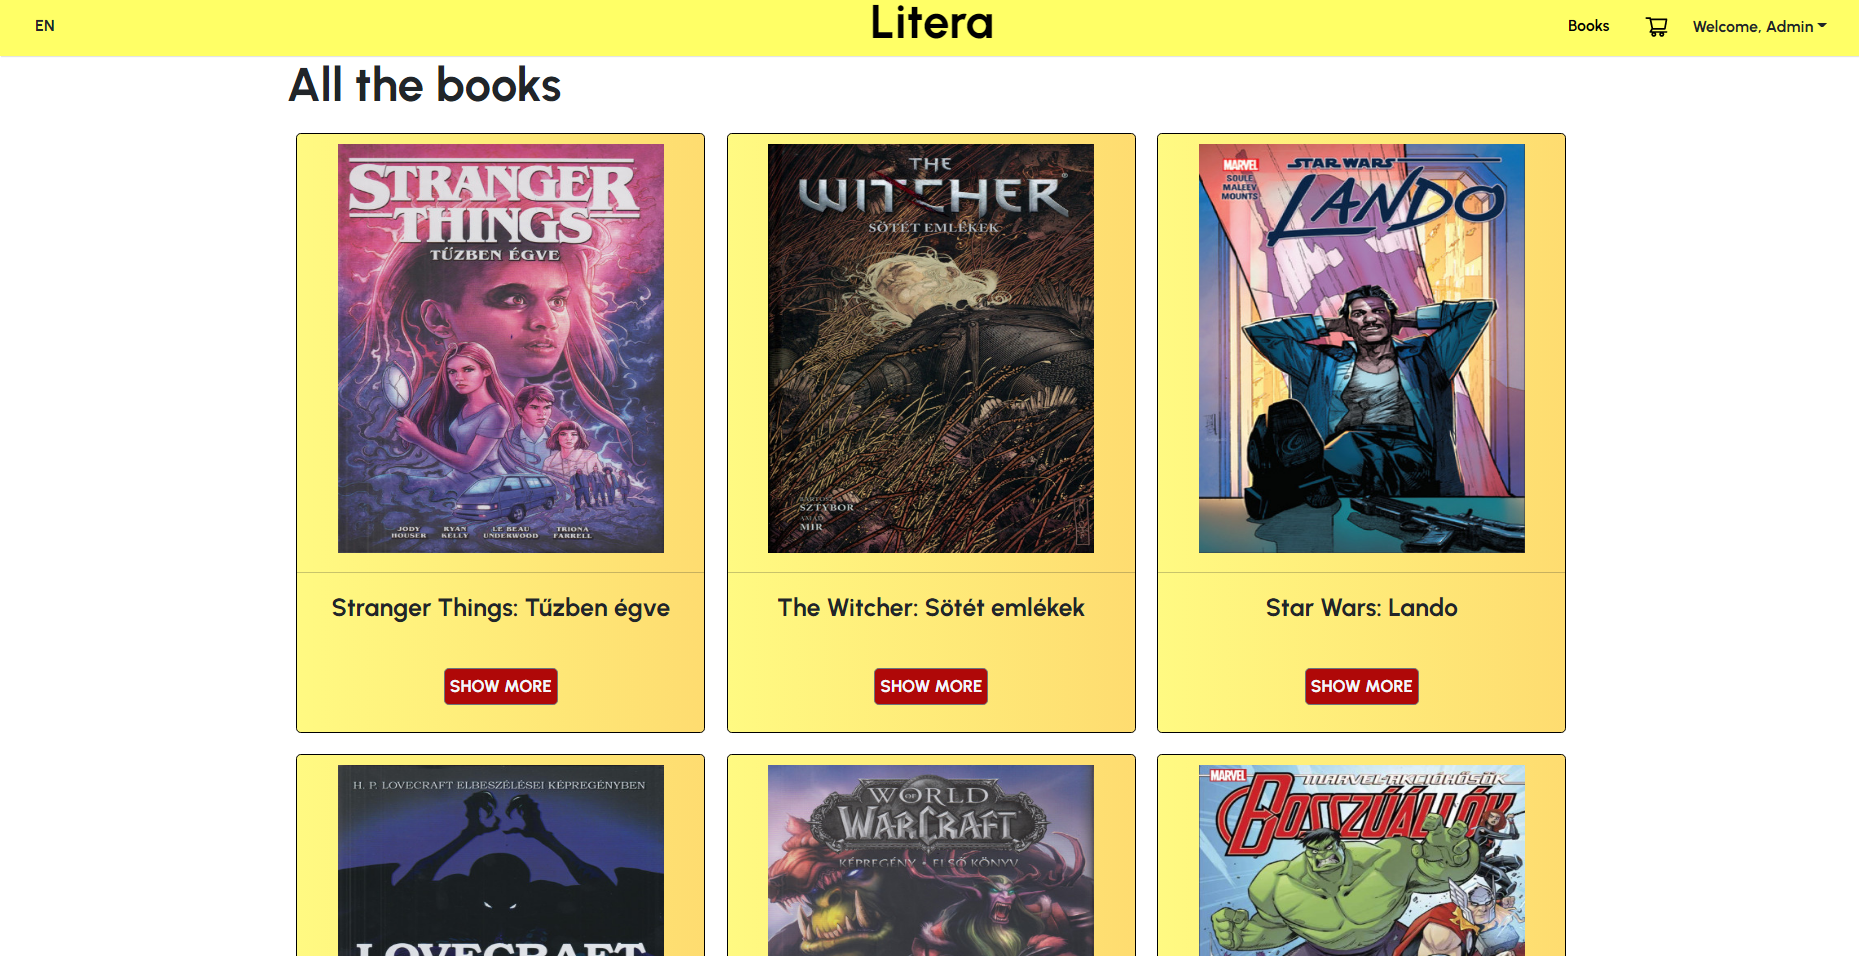 EN
Litera
Books
Welcome, Admin
All the books
STRANGER
THINGS
TŰZBEN ÉGVE
JODY
HOUSER
RYAN
KELLY
LE BEAU
UNDERWOOD
TRIONA
FARRELL
Stranger Things: Tűzben égve
SHOW MORE
THE
WITCHER
SÖTÉT EMLÉKEK
BARTOSZ
SZTYBOR
AMAD
MIR
The Witcher: Sötét emlékek
SHOW MORE
MARVEL
SOULE
MALEEV
MOUNTS
STAR WARS
LANDO
Star Wars: Lando
SHOW MORE
H. P. LOVECRAFT ELBESZÉLÉSEI KÉPREGÉNYBEN
LOVECRAFT
WORLD
OF
WARCRAFT
KÉPREGÉNY • ELSŐ KÖNYV
MARVEL
MARVEL-AKCIÓHŐSÖK
BOSSZÚÁLLÓK